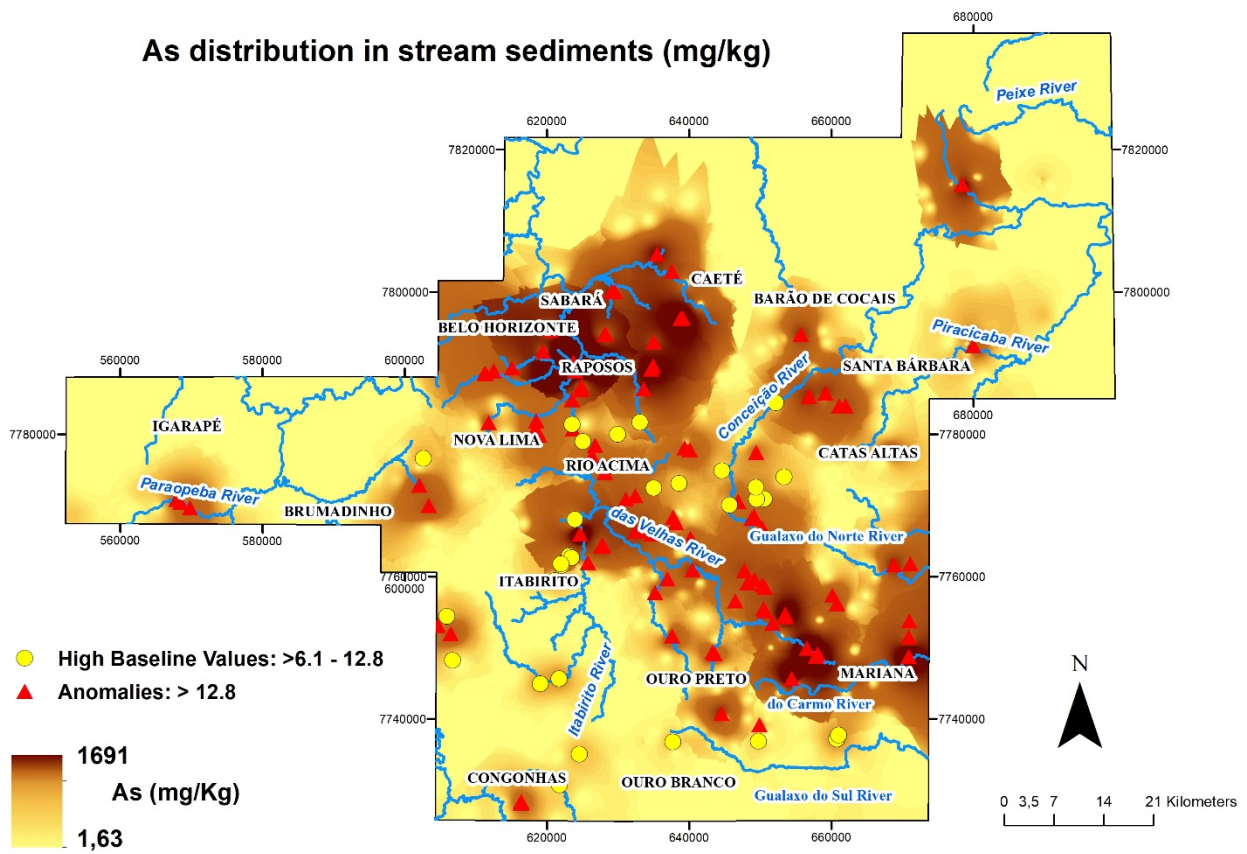 As distribution in stream sediments (mg/kg)
680000
Peixe River
620000 640000 660000
7820000 7820000
CAETÉ
7800000 SABARÁ BARÃO DE COCAIS 7800000
BELO HORIZONTE
Piracicaba River
560000 580000 600000
RAPOSOS
SANTA BÁRBARA
Conceição River
680000
IGARAPÉ
7780000 7780000
NOVA LIMA
CATAS ALTAS
RIO ACIMA
Paraopeba River
BRUMADINHO
das Velhas River
Gualaxo do Norte River
560000 580000
7760000 7760000
600000
ITABIRITO
High Baseline Values: >6.1 - 12.8
Anomalies: > 12.8
Itabirito River
OURO PRETO
MARIANA
N
do Carmo River
7740000 7740000
1691
As (mg/Kg)
1,63
CONGONHAS
OURO BRANCO
Gualaxo do Sul River
0 3,5 7 14 21 Kilometers
620000 640000 660000